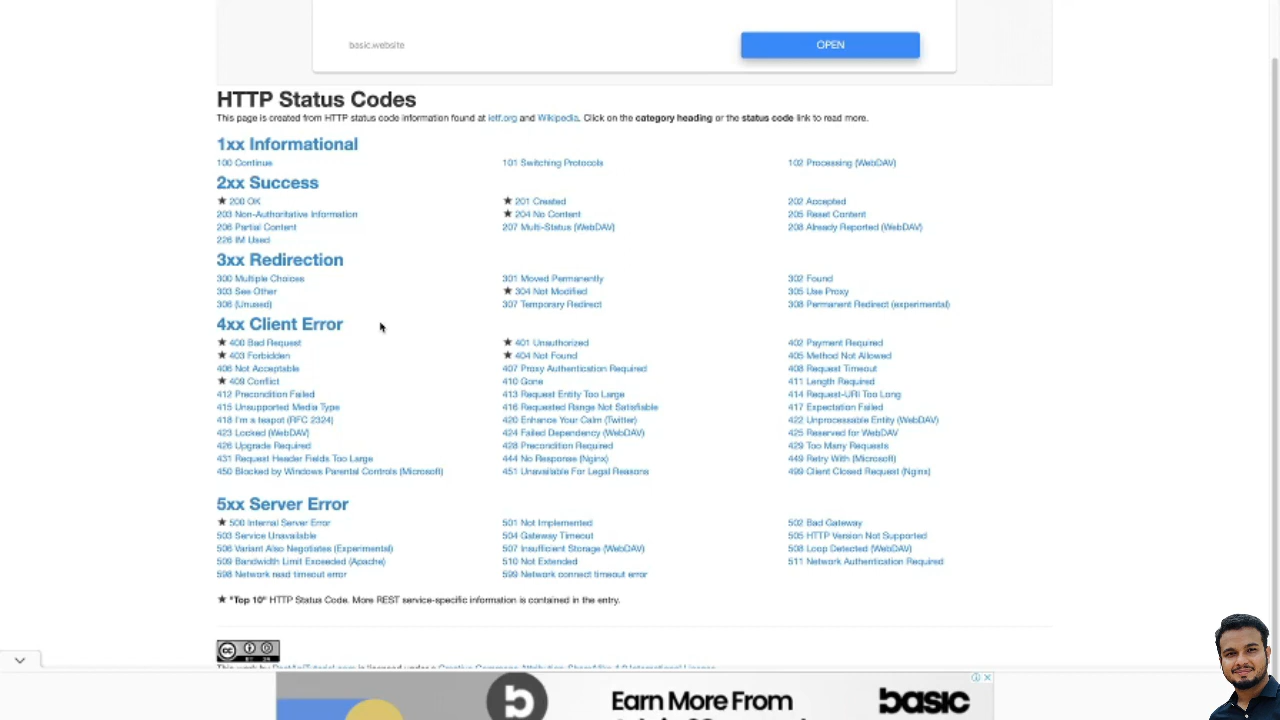 basic.website
OPEN
HTTP Status Codes
This page is created from HTTP status code information found at ietf.org and Wikipedia. Click on the category heading or the status code link to read more.
1xx Informational
100 Continue 101 Switching Protocols 102 Processing (WebDAV)
2xx Success
★ 200 OK ★ 201 Created 202 Accepted
203 Non-Authoritative Information ★ 204 No Content 205 Reset Content
206 Partial Content 207 Multi-Status (WebDAV) 208 Already Reported (WebDAV)
226 IM Used
3xx Redirection
300 Multiple Choices 301 Moved Permanently 302 Found
303 See Other ★ 304 Not Modified 305 Use Proxy
306 (Unused) 307 Temporary Redirect 308 Permanent Redirect (experimental)
4xx Client Error
★ 400 Bad Request ★ 401 Unauthorized 402 Payment Required
★ 403 Forbidden ★ 404 Not Found 405 Method Not Allowed
406 Not Acceptable 407 Proxy Authentication Required 408 Request Timeout
★ 409 Conflict 410 Gone 411 Length Required
412 Precondition Failed 413 Request Entity Too Large 414 Request-URI Too Long
415 Unsupported Media Type 416 Requested Range Not Satisfiable 417 Expectation Failed
418 I'm a teapot (RFC 2324) 420 Enhance Your Calm (Twitter) 422 Unprocessable Entity (WebDAV)
423 Locked (WebDAV) 424 Failed Dependency (WebDAV) 425 Reserved for WebDAV
426 Upgrade Required 428 Precondition Required 429 Too Many Requests
431 Request Header Fields Too Large 444 No Response (Nginx) 449 Retry With (Microsoft)
450 Blocked by Windows Parental Controls (Microsoft) 451 Unavailable For Legal Reasons 499 Client Closed Request (Nginx)
5xx Server Error
★ 500 Internal Server Error 501 Not Implemented 502 Bad Gateway
503 Service Unavailable 504 Gateway Timeout 505 HTTP Version Not Supported
506 Variant Also Negotiates (Experimental) 507 Insufficient Storage (WebDAV) 508 Loop Detected (WebDAV)
509 Bandwidth Limit Exceeded (Apache) 510 Not Extended 511 Network Authentication Required
598 Network read timeout error 599 Network connect timeout error
★ "Top 10" HTTP Status Code. More REST service-specific information is contained in the entry.
This work by RestApiTutorial.com is licensed under a Creative Commons Attribution-ShareAlike 4.0 International License
Earn More From
basic